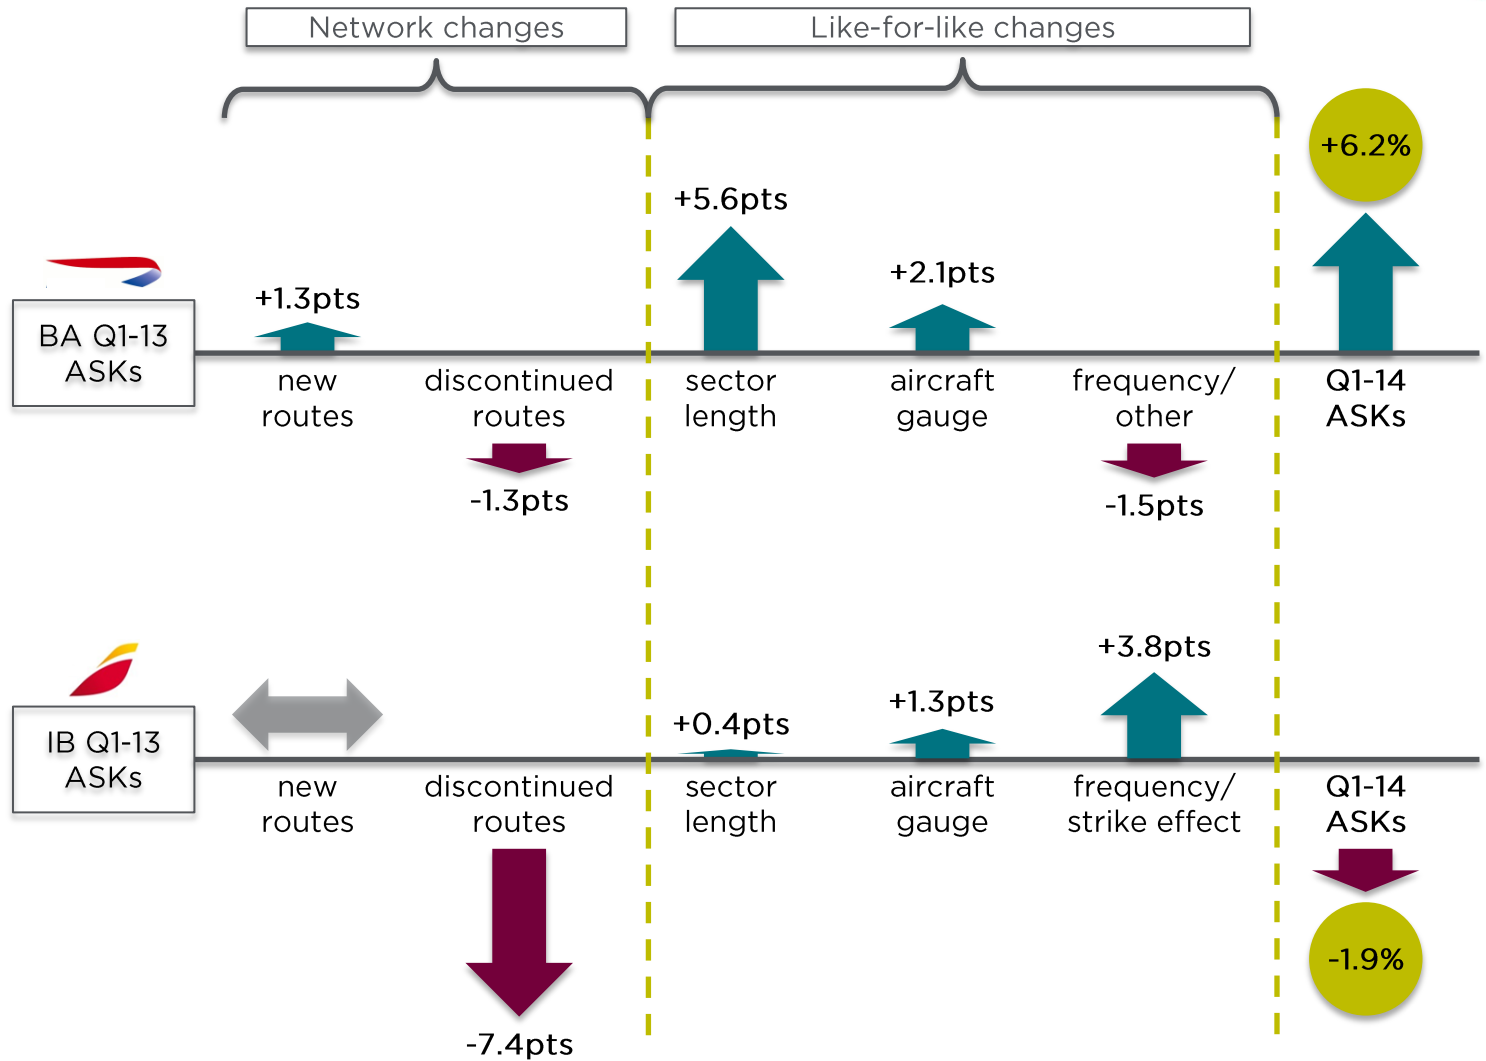 Network changes
Like-for-like changes
+6.2%
+5.6pts
+2.1pts
+1.3pts
BA Q1-13
ASKs
new
routes
discontinued
routes
sector
length
aircraft
gauge
frequency/
other
Q1-14
ASKs
-1.3pts
-1.5pts
+3.8pts
+1.3pts
+0.4pts
IB Q1-13
ASKs
new
routes
discontinued
routes
sector
length
aircraft
gauge
frequency/
strike effect
Q1-14
ASKs
-1.9%
-7.4pts